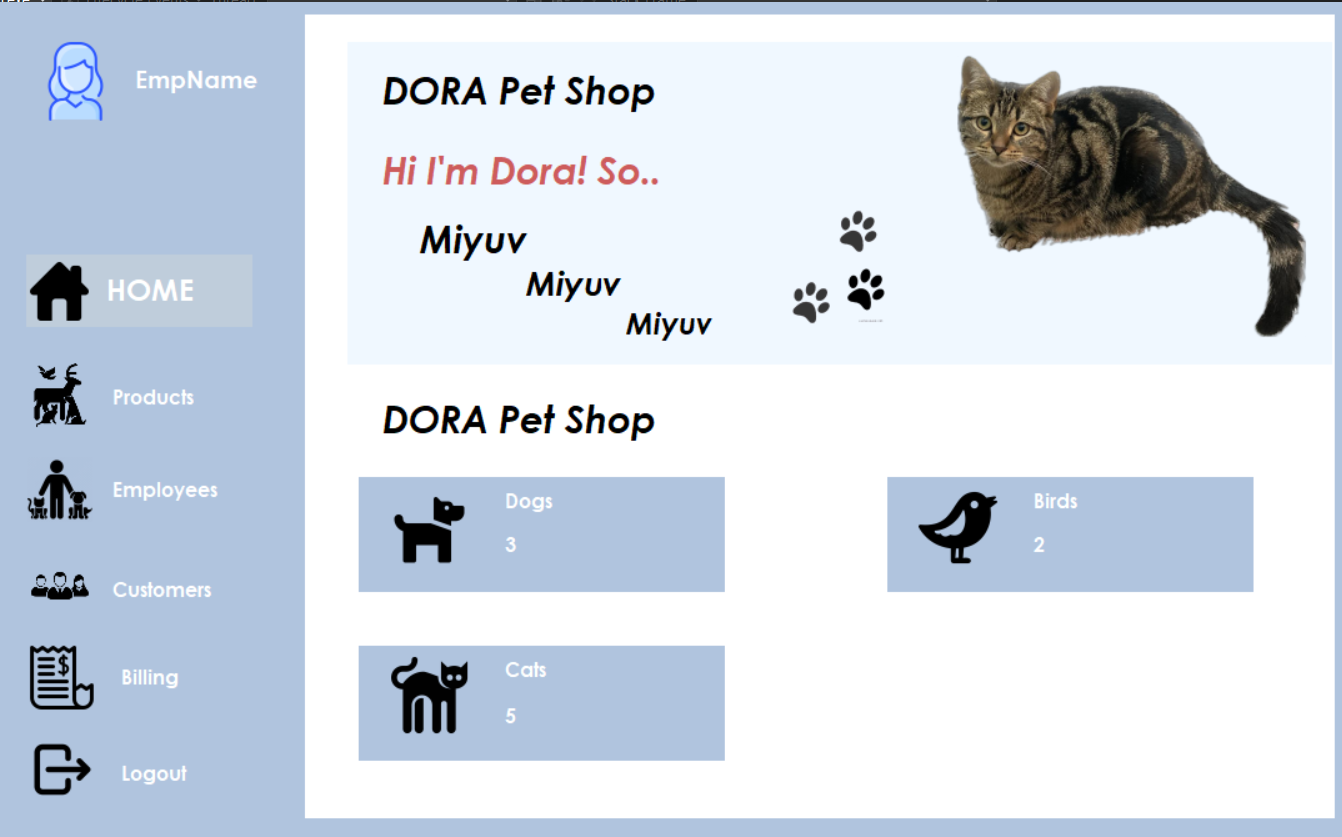 EmpName
HOME
Products
Employees
Customers
Billing
Logout
DORA Pet Shop
Hi I'm Dora! So..
Miyuv
Miyuv
Miyuv
DORA Pet Shop
Dogs
3
Birds
2
Cats
5